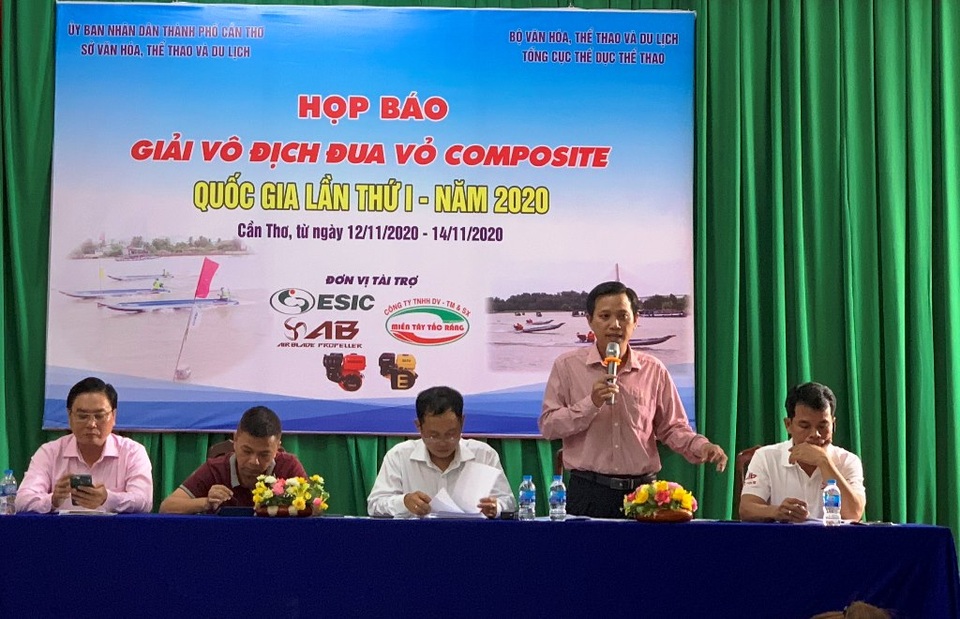 ỦY BAN NHÂN DÂN THÀNH PHỐ CẦN THƠ
SỞ VĂN HÓA, THỂ THAO VÀ DU LỊCH
BỘ VĂN HÓA, THỂ THAO VÀ DU LỊCH
TỔNG CỤC THỂ DỤC THỂ THAO
HỌP BÁO
GIẢI VÔ ĐỊCH ĐUA VỎ COMPOSITE
QUỐC GIA LẦN THỨ I - NĂM 2020
Cần Thơ, từ ngày 12/11/2020 - 14/11/2020
ĐƠN VỊ TÀI TRỢ
ESIC
AB
AIR BLADE PROPELLER
CÔNG TY TNHH DV - TM & SX
MIỀN TÂY TẮC RÁNG